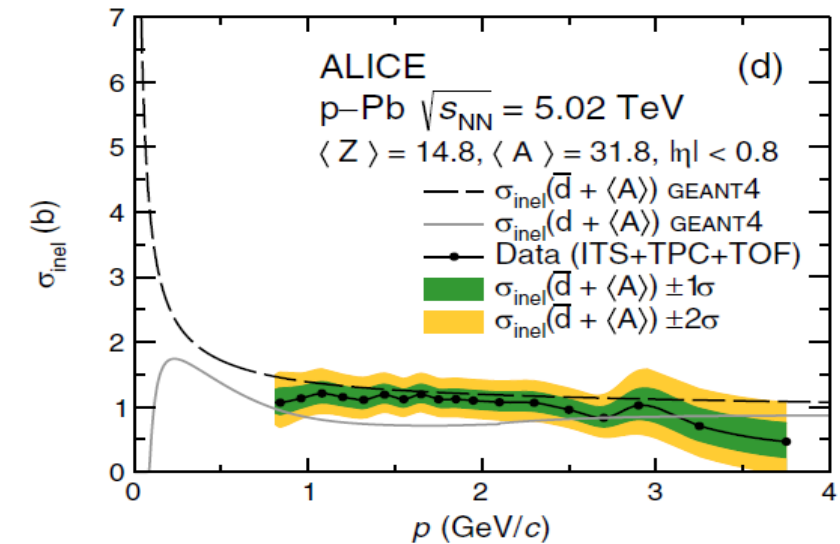 7
6
5
4
3
2
1
0
σinel (b)
ALICE
(d)
p–Pb √sNN = 5.02 TeV
⟨ Z ⟩ = 14.8, ⟨ A ⟩ = 31.8, |η| < 0.8
σinel(d̅ + ⟨A⟩) GEANT4
σinel(d + ⟨A⟩) GEANT4
Data (ITS+TPC+TOF)
σinel(d̅ + ⟨A⟩) ±1σ
σinel(d̅ + ⟨A⟩) ±2σ
0 1 2 3 4
p (GeV/c)